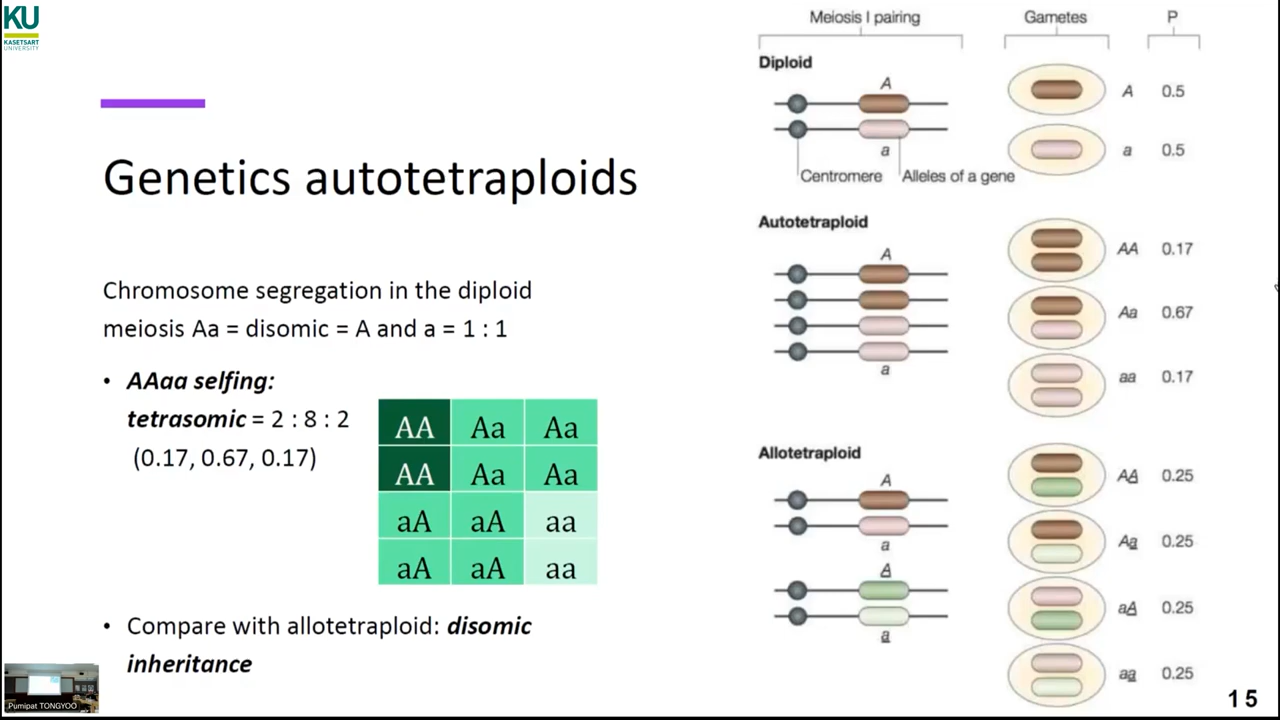 KU
KASETSART
UNIVERSITY
Genetics autotetraploids
Chromosome segregation in the diploid
meiosis Aa = disomic = A and a = 1 : 1
• AAaa selfing:
tetrasomic = 2 : 8 : 2
(0.17, 0.67, 0.17)
AA Aa Aa
AA Aa Aa
aA aA aa
aA aA aa
• Compare with allotetraploid: disomic
inheritance
Meiosis I pairing Gametes P
Diploid
A
a
Centromere Alleles of a gene
A 0.5
a 0.5
Autotetraploid
A
a
AA 0.17
Aa 0.67
aa 0.17
Allotetraploid
A
a
A
a
AA 0.25
Aa 0.25
aA 0.25
aa 0.25
Pumipat TONGYOO
15